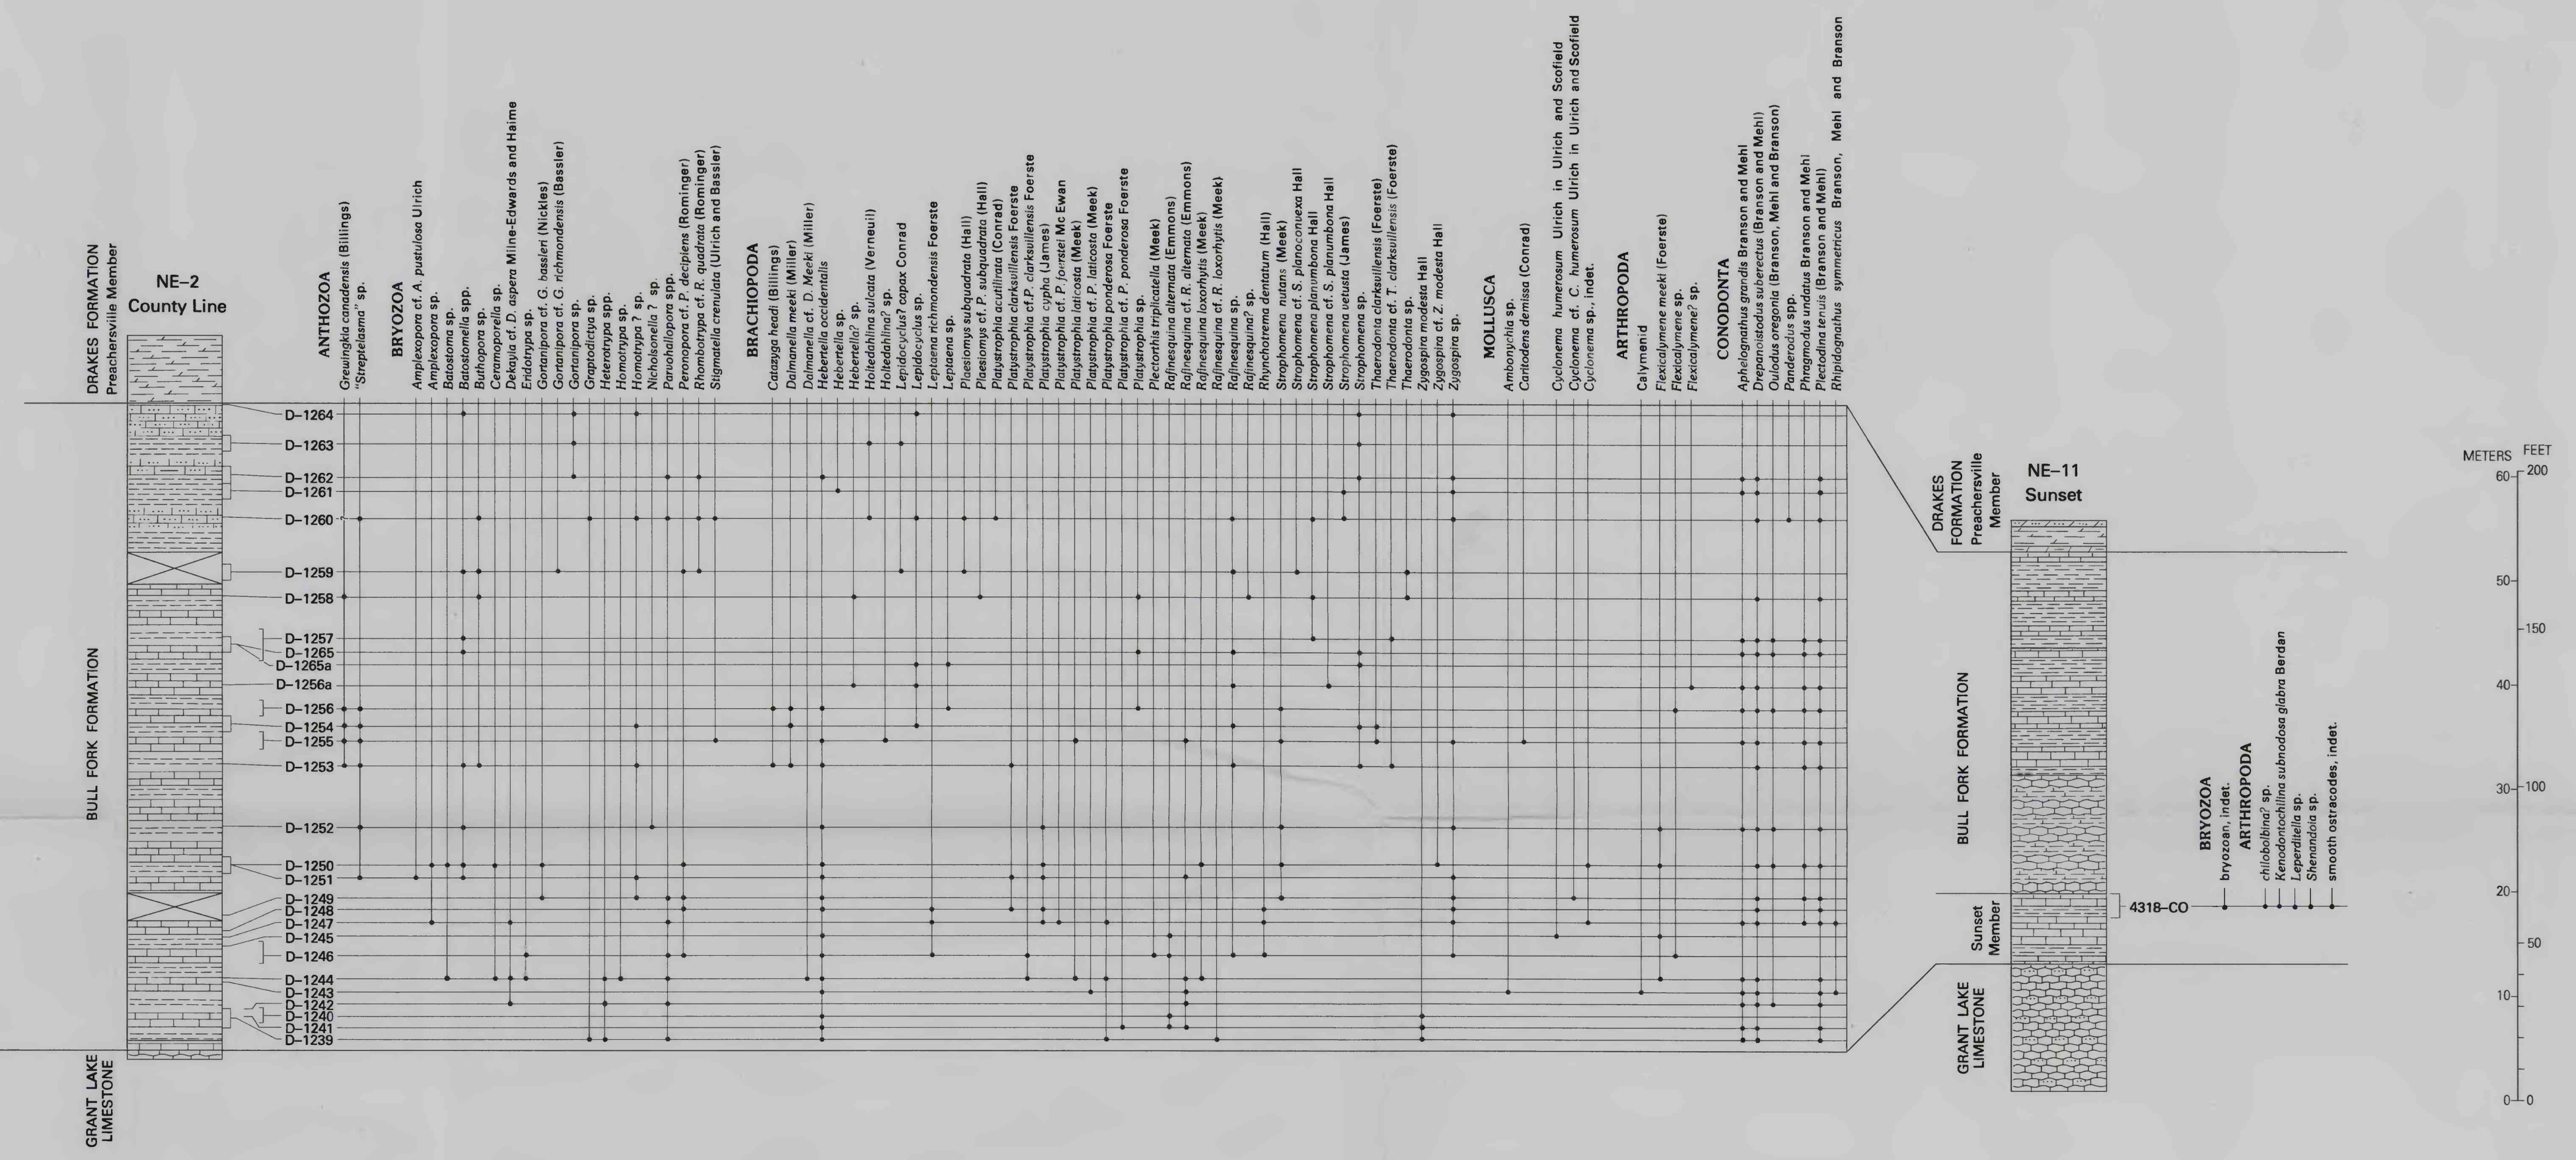 DRAKES FORMATION
Preachersville Member
BULL FORK FORMATION
GRANT LAKE
LIMESTONE
NE–2
County Line
ANTHOZOA
Grewingkia canadensis (Billings)
"Streptelasma" sp.
BRYOZOA
Amplexopora cf. A. pustulosa Ulrich
Amplexopora sp.
Batostoma sp.
Batostomella spp.
Bythopora sp.
Ceramoporella sp.
Dekayia cf. D. aspera Milne-Edwards and Haime
Eridotrypa sp.
Gortanipora cf. G. bassleri (Nickles)
Gortanipora cf. G. richmondensis (Bassler)
Gortanipora sp.
Graptodictya sp.
Heterotrypa spp.
Homotrypa sp.
Homotrypa ? sp.
Nicholsonella ? sp.
Parvohallopora spp.
Peronopora cf. P. decipiens (Rominger)
Rhombotrypa cf. R. quadrata (Rominger)
Stigmatella crenulata (Ulrich and Bassler)
BRACHIOPODA
Catazyga headi (Billings)
Dalmanella meeki (Miller)
Dalmanella cf. D. Meeki (Miller)
Hebertella occidentalis
Hebertella sp.
Hebertella? sp.
Holtedahlina sulcata (Verneuil)
Holtedahlina? sp.
Lepidocyclus? capax Conrad
Lepidocyclus sp.
Leptaena richmondensis Foerste
Leptaena sp.
Plaesiomys subquadrata (Hall)
Plaesiomys cf. P. subquadrata (Hall)
Platystrophia acutilirata (Conrad)
Platystrophia clarksvillensis Foerste
Platystrophia cf.P. clarksvillensis Foerste
Platystrophia cypha (James)
Platystrophia cf. P. foerstei Mc Ewan
Platystrophia laticosta (Meek)
Platystrophia cf. P. laticosta (Meek)
Platystrophia ponderosa Foerste
Platystrophia cf. P. ponderosa Foerste
Platystrophia sp.
Plectorthis triplicatella (Meek)
Rafinesquina alternata (Emmons)
Rafinesquina cf. R. alternata (Emmons)
Rafinesquina loxorhytis (Meek)
Rafinesquina cf. R. loxorhytis (Meek)
Rafinesquina sp.
Rafinesquina? sp.
Rhynchotrema dentatum (Hall)
Strophomena nutans (Meek)
Strophomena cf. S. planoconvexa Hall
Strophomena planumbona Hall
Strophomena cf. S. planumbona Hall
Strophomena vetusta (James)
Strophomena sp.
Thaerodonta clarksvillensis (Foerste)
Thaerodonta cf. T. clarksvillensis (Foerste)
Thaerodonta sp.
Zygospira modesta Hall
Zygospira cf. Z. modesta Hall
Zygospira sp.
MOLLUSCA
Ambonychia sp.
Caritodens demissa (Conrad)
Cyclonema humerosum Ulrich in Ulrich and Scofield
Cyclonema cf. C. humerosum Ulrich in Ulrich and Scofield
Cyclonema sp., indet.
ARTHROPODA
Calymenid
Flexicalymene meeki (Foerste)
Flexicalymene sp.
Flexicalymene? sp.
CONODONTA
Aphelognathus grandis Branson and Mehl
Drepanoistodus suberectus (Branson and Mehl)
Oulodus oregonia (Branson, Mehl and Branson)
Panderodus spp.
Phragmodus undatus Branson and Mehl
Plectodina tenuis (Branson and Mehl)
Rhipidognathus symmetricus Branson, Mehl and Branson
D–1264
D–1263
D–1262
D–1261
D–1260
D–1259
D–1258
D–1257
D–1265
D–1265a
D–1256a
D–1256
D–1254
D–1255
D–1253
D–1252
D–1250
D–1251
D–1249
D–1248
D–1247
D–1245
D–1246
D–1244
D–1243
D–1242
D–1240
D–1241
D–1239
DRAKES
FORMATION
Preachersville
Member
BULL FORK FORMATION
Sunset
Member
GRANT LAKE
LIMESTONE
NE–11
Sunset
4318–CO
BRYOZOA
bryozoan, indet.
ARTHROPODA
chilobolbina? sp.
Kenodontochilina subnodosa glabra Berdan
Leperditella sp.
Shenandoia sp.
smooth ostracodes, indet.
METERS FEET
60 200
50
150
40
30 100
20
50
10
0 0